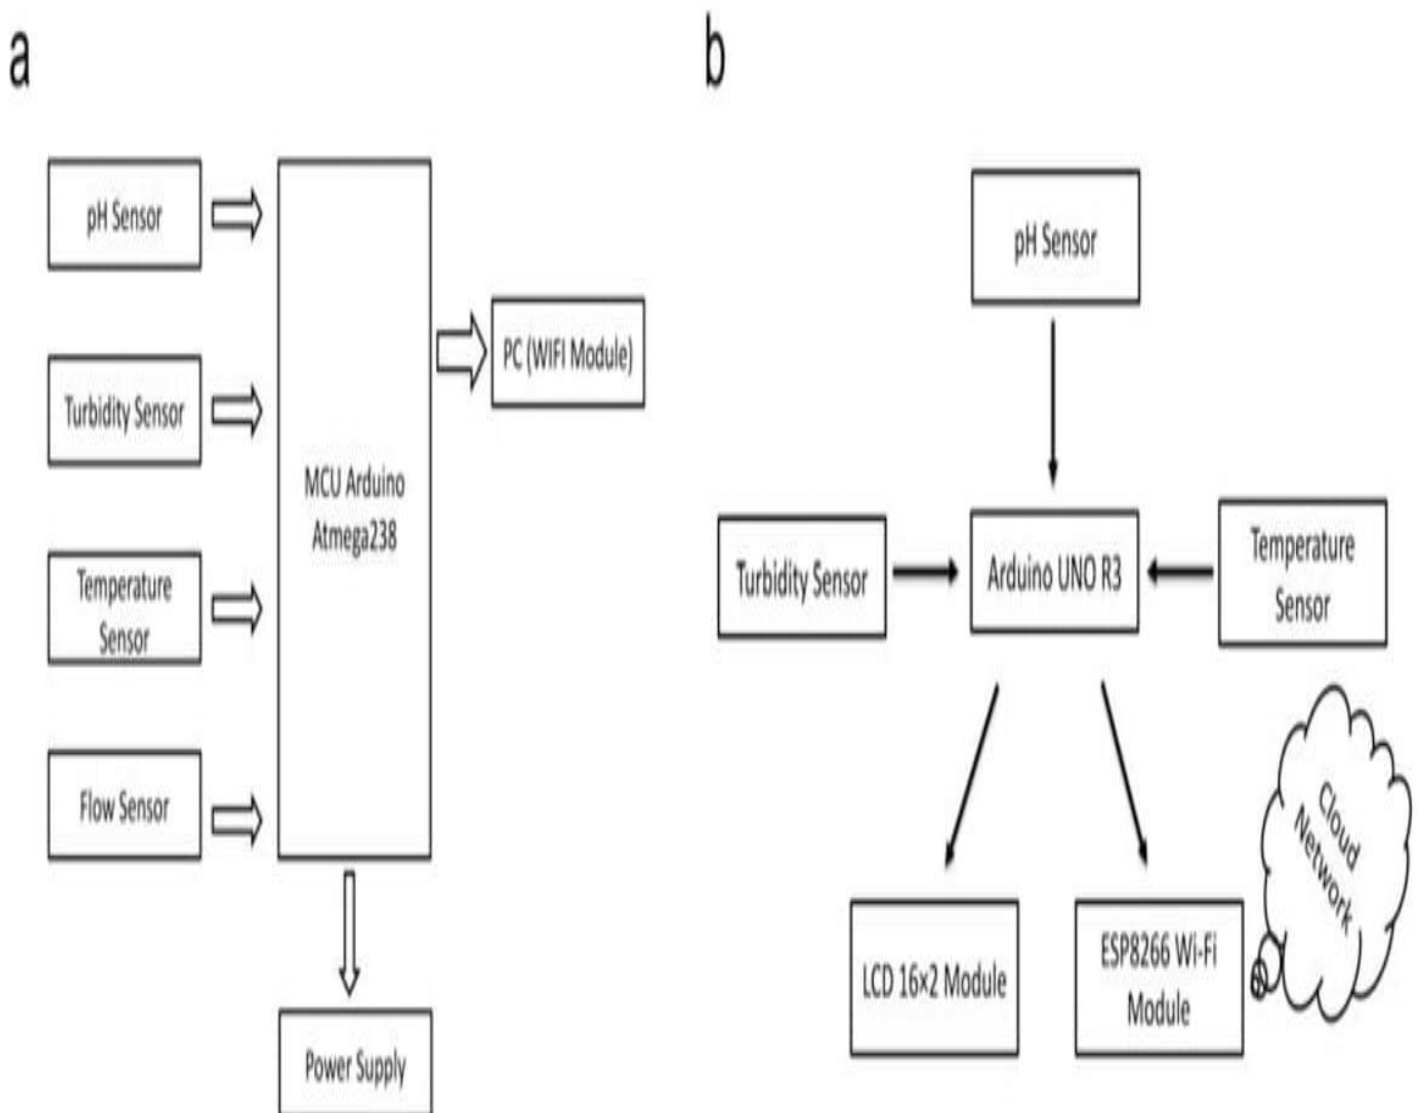 a
pH Sensor
Turbidity Sensor
Temperature
Sensor
Flow Sensor
MCU Arduino
Atmega238
PC (WIFI Module)
Power Supply
b
pH Sensor
Turbidity Sensor
Arduino UNO R3
Temperature
Sensor
LCD 16×2 Module
ESP8266 Wi-Fi
Module
Cloud
Network